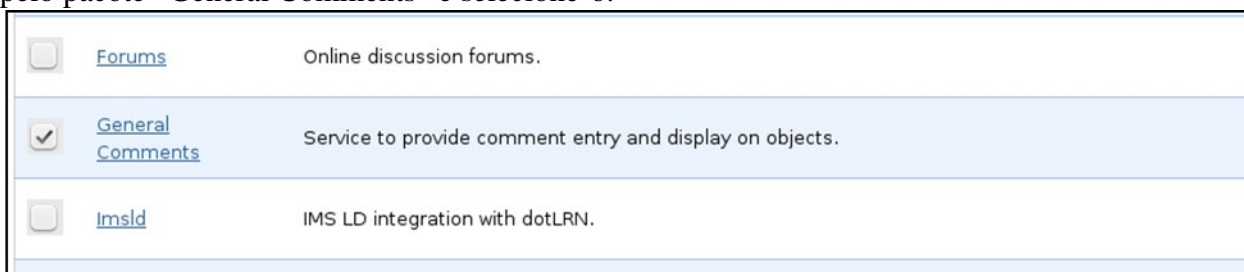 pelo pacote "General Comments" e selecione-o.
Forums Online discussion forums.
General
Comments Service to provide comment entry and display on objects.
Imsld IMS LD integration with dotLRN.